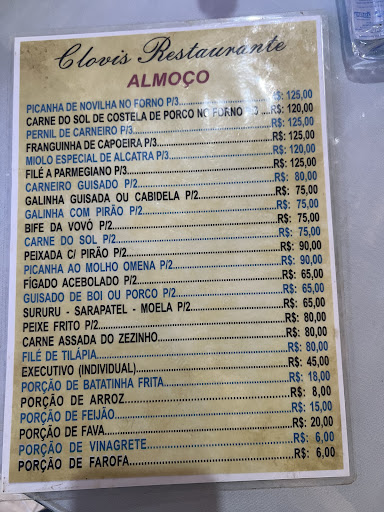 Clovis Restaurante
ALMOÇO
PICANHA DE NOVILHA NO FORNO P/3...R$: 125,00
CARNE DO SOL DE COSTELA DE PORCO NO FORNO P/3 ...R$: 120,00
PERNIL DE CARNEIRO P/3...R$: 125,00
FRANGUINHA DE CAPOEIRA P/3...R$: 125,00
MIOLO ESPECIAL DE ALCATRA P/3...R$: 120,00
FILÉ A PARMEGIANO P/3...R$: 125,00
CARNEIRO GUISADO P/2...R$: 80,00
GALINHA GUISADA OU CABIDELA P/2...R$: 75,00
GALINHA COM PIRÃO P/2...R$: 75,00
BIFE DA VOVÓ P/2...R$: 75,00
CARNE DO SOL P/2...R$: 75,00
PEIXADA C/ PIRÃO P/2...R$: 90,00
PICANHA AO MOLHO OMENA P/2...R$: 90,00
FÍGADO ACEBOLADO P/2...R$: 65,00
GUISADO DE BOI OU PORCO P/2...R$: 65,00
SURURU - SARAPATEL - MOELA P/2...R$: 65,00
PEIXE FRITO P/2...R$: 80,00
CARNE ASSADA DO ZEZINHO...R$: 80,00
FILÉ DE TILÁPIA...R$: 80,00
EXECUTIVO (INDIVIDUAL)...R$: 45,00
PORÇÃO DE BATATINHA FRITA...R$: 18,00
PORÇÃO DE ARROZ...R$: 8,00
PORÇÃO DE FEIJÃO...R$: 15,00
PORÇÃO DE FAVA...R$: 20,00
PORÇÃO DE VINAGRETE...R$: 6,00
PORÇÃO DE FAROFA...R$: 6,00